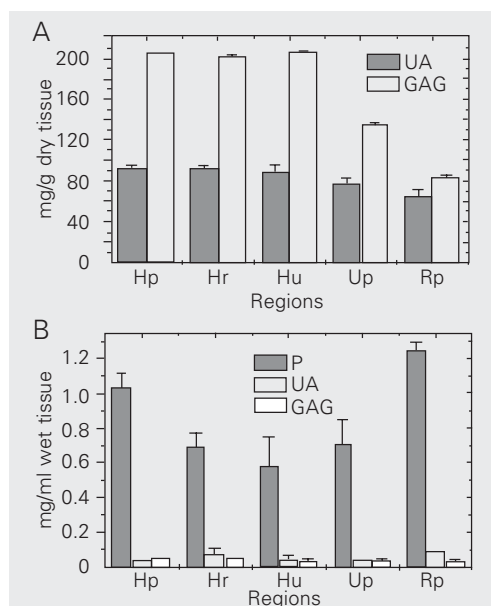 A
200
160
120
80
40
0
mg/g dry tissue
UA
GAG
Hp Hr Hu Up Rp
Regions
B
1.2
1.0
0.8
0.6
0.4
0.2
0
mg/ml wet tissue
P
UA
GAG
Hp Hr Hu Up Rp
Regions